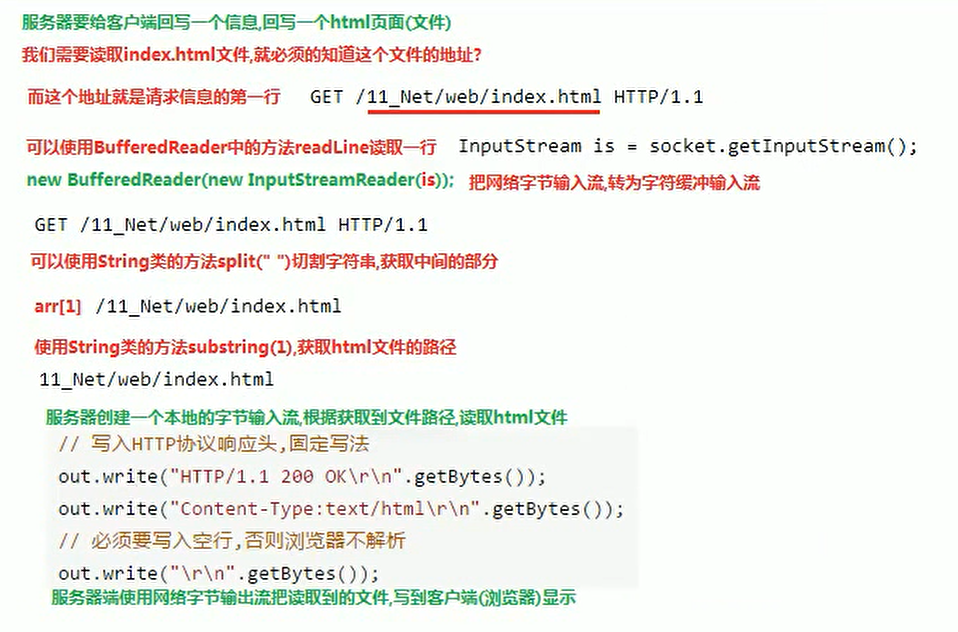 服务器要给客户端回写一个信息,回写一个html页面(文件)
我们需要读取index.html文件,就必须的知道这个文件的地址?
而这个地址就是请求信息的第一行 GET /11_Net/web/index.html HTTP/1.1
可以使用BufferedReader中的方法readLine读取一行 InputStream is = socket.getInputStream();
new BufferedReader(new InputStreamReader(is)); 把网络字节输入流,转为字符缓冲输入流
GET /11_Net/web/index.html HTTP/1.1
可以使用String类的方法split(" ")切割字符串,获取中间的部分
arr[1] /11_Net/web/index.html
使用String类的方法substring(1),获取html文件的路径
11_Net/web/index.html
服务器创建一个本地的字节输入流,根据获取到文件路径,读取html文件
// 写入HTTP协议响应头,固定写法
out.write("HTTP/1.1 200 OK\r\n".getBytes());
out.write("Content-Type:text/html\r\n".getBytes());
// 必须要写入空行,否则浏览器不解析
out.write("\r\n".getBytes());
服务器端使用网络字节输出流把读取到的文件,写到客户端(浏览器)显示